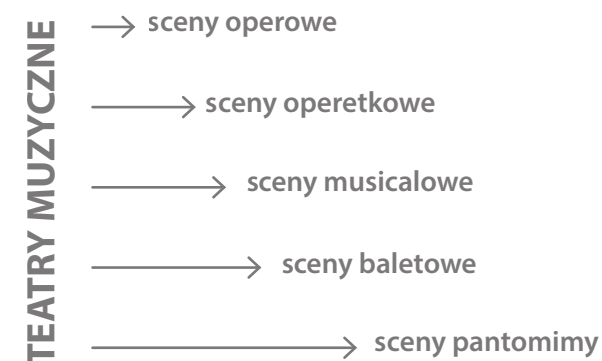 TEATRY MUZYCZNE
sceny operowe
sceny operetkowe
sceny musicalowe
sceny baletowe
sceny pantomimy